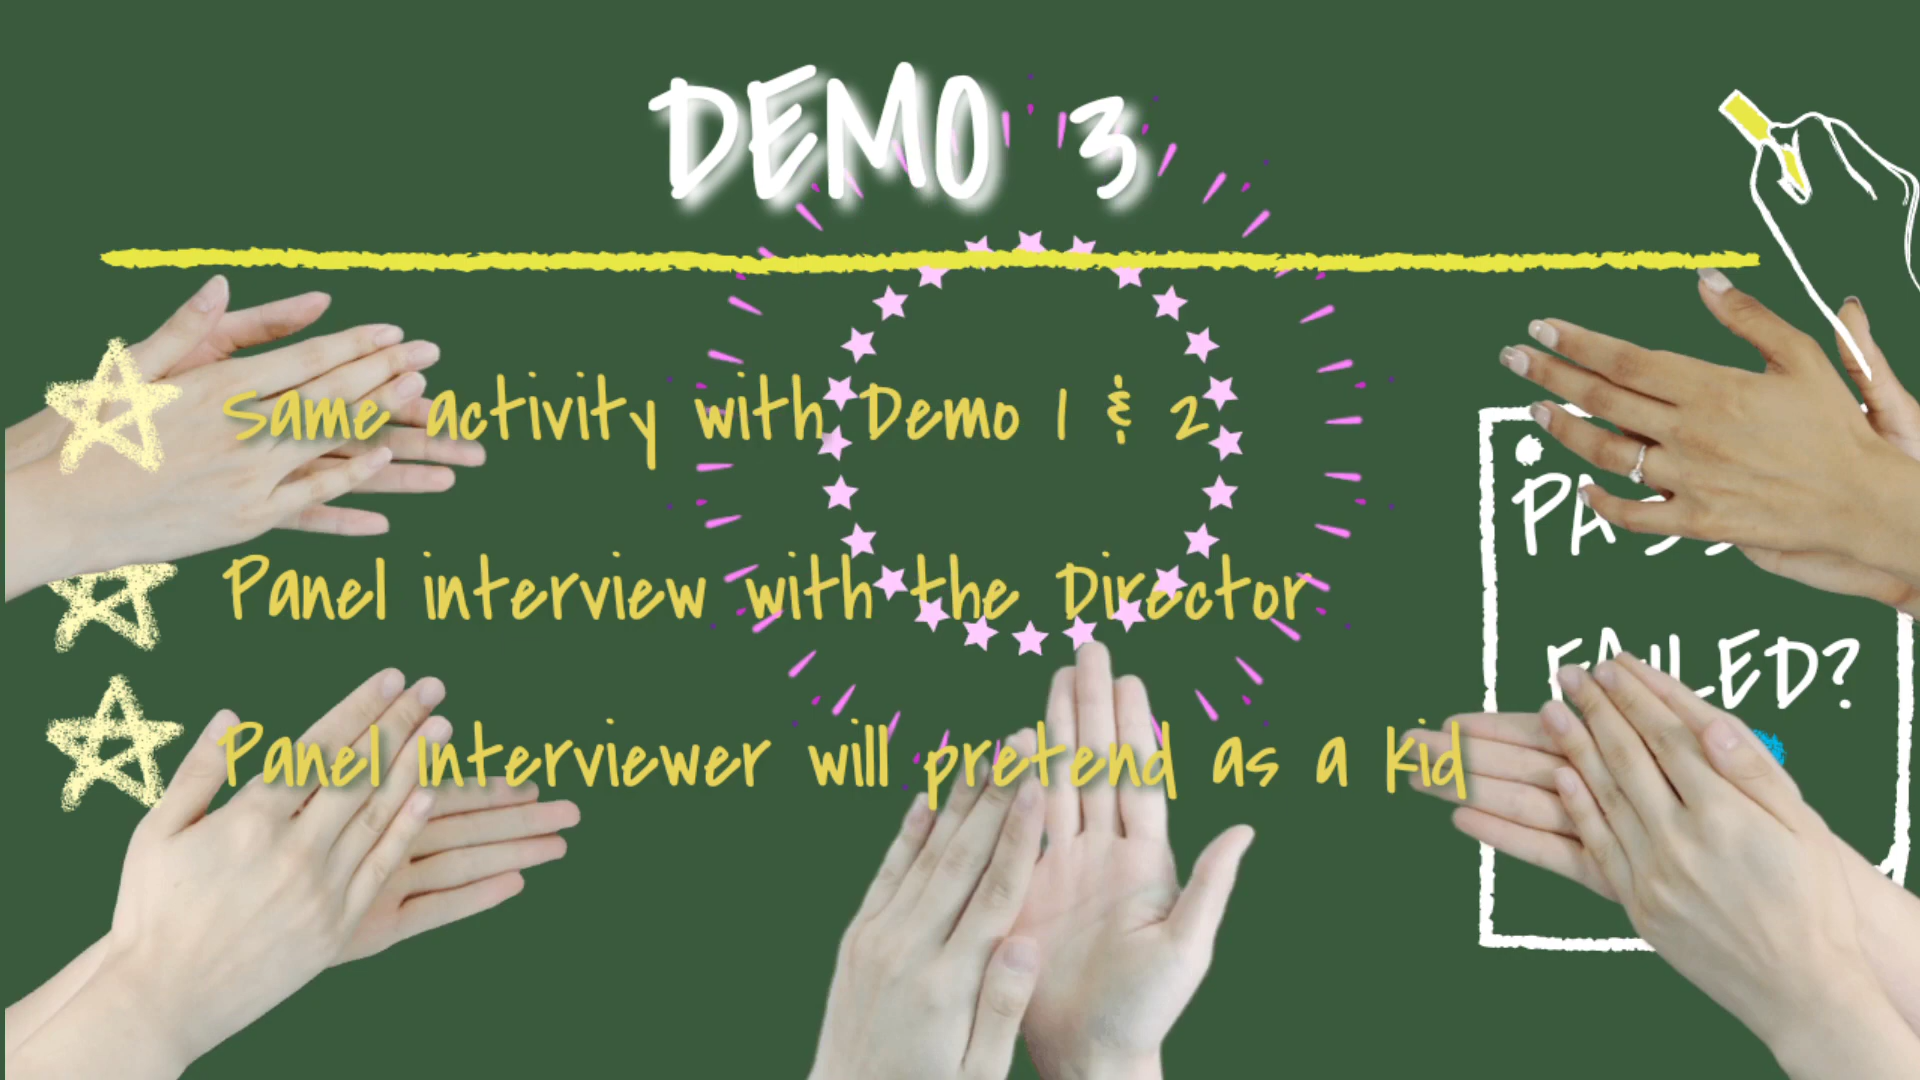 DEMO 3
Same activity with Demo 1 & 2
Panel interview with the Director
Panel Interviewer will pretend as a kid
FAILED?